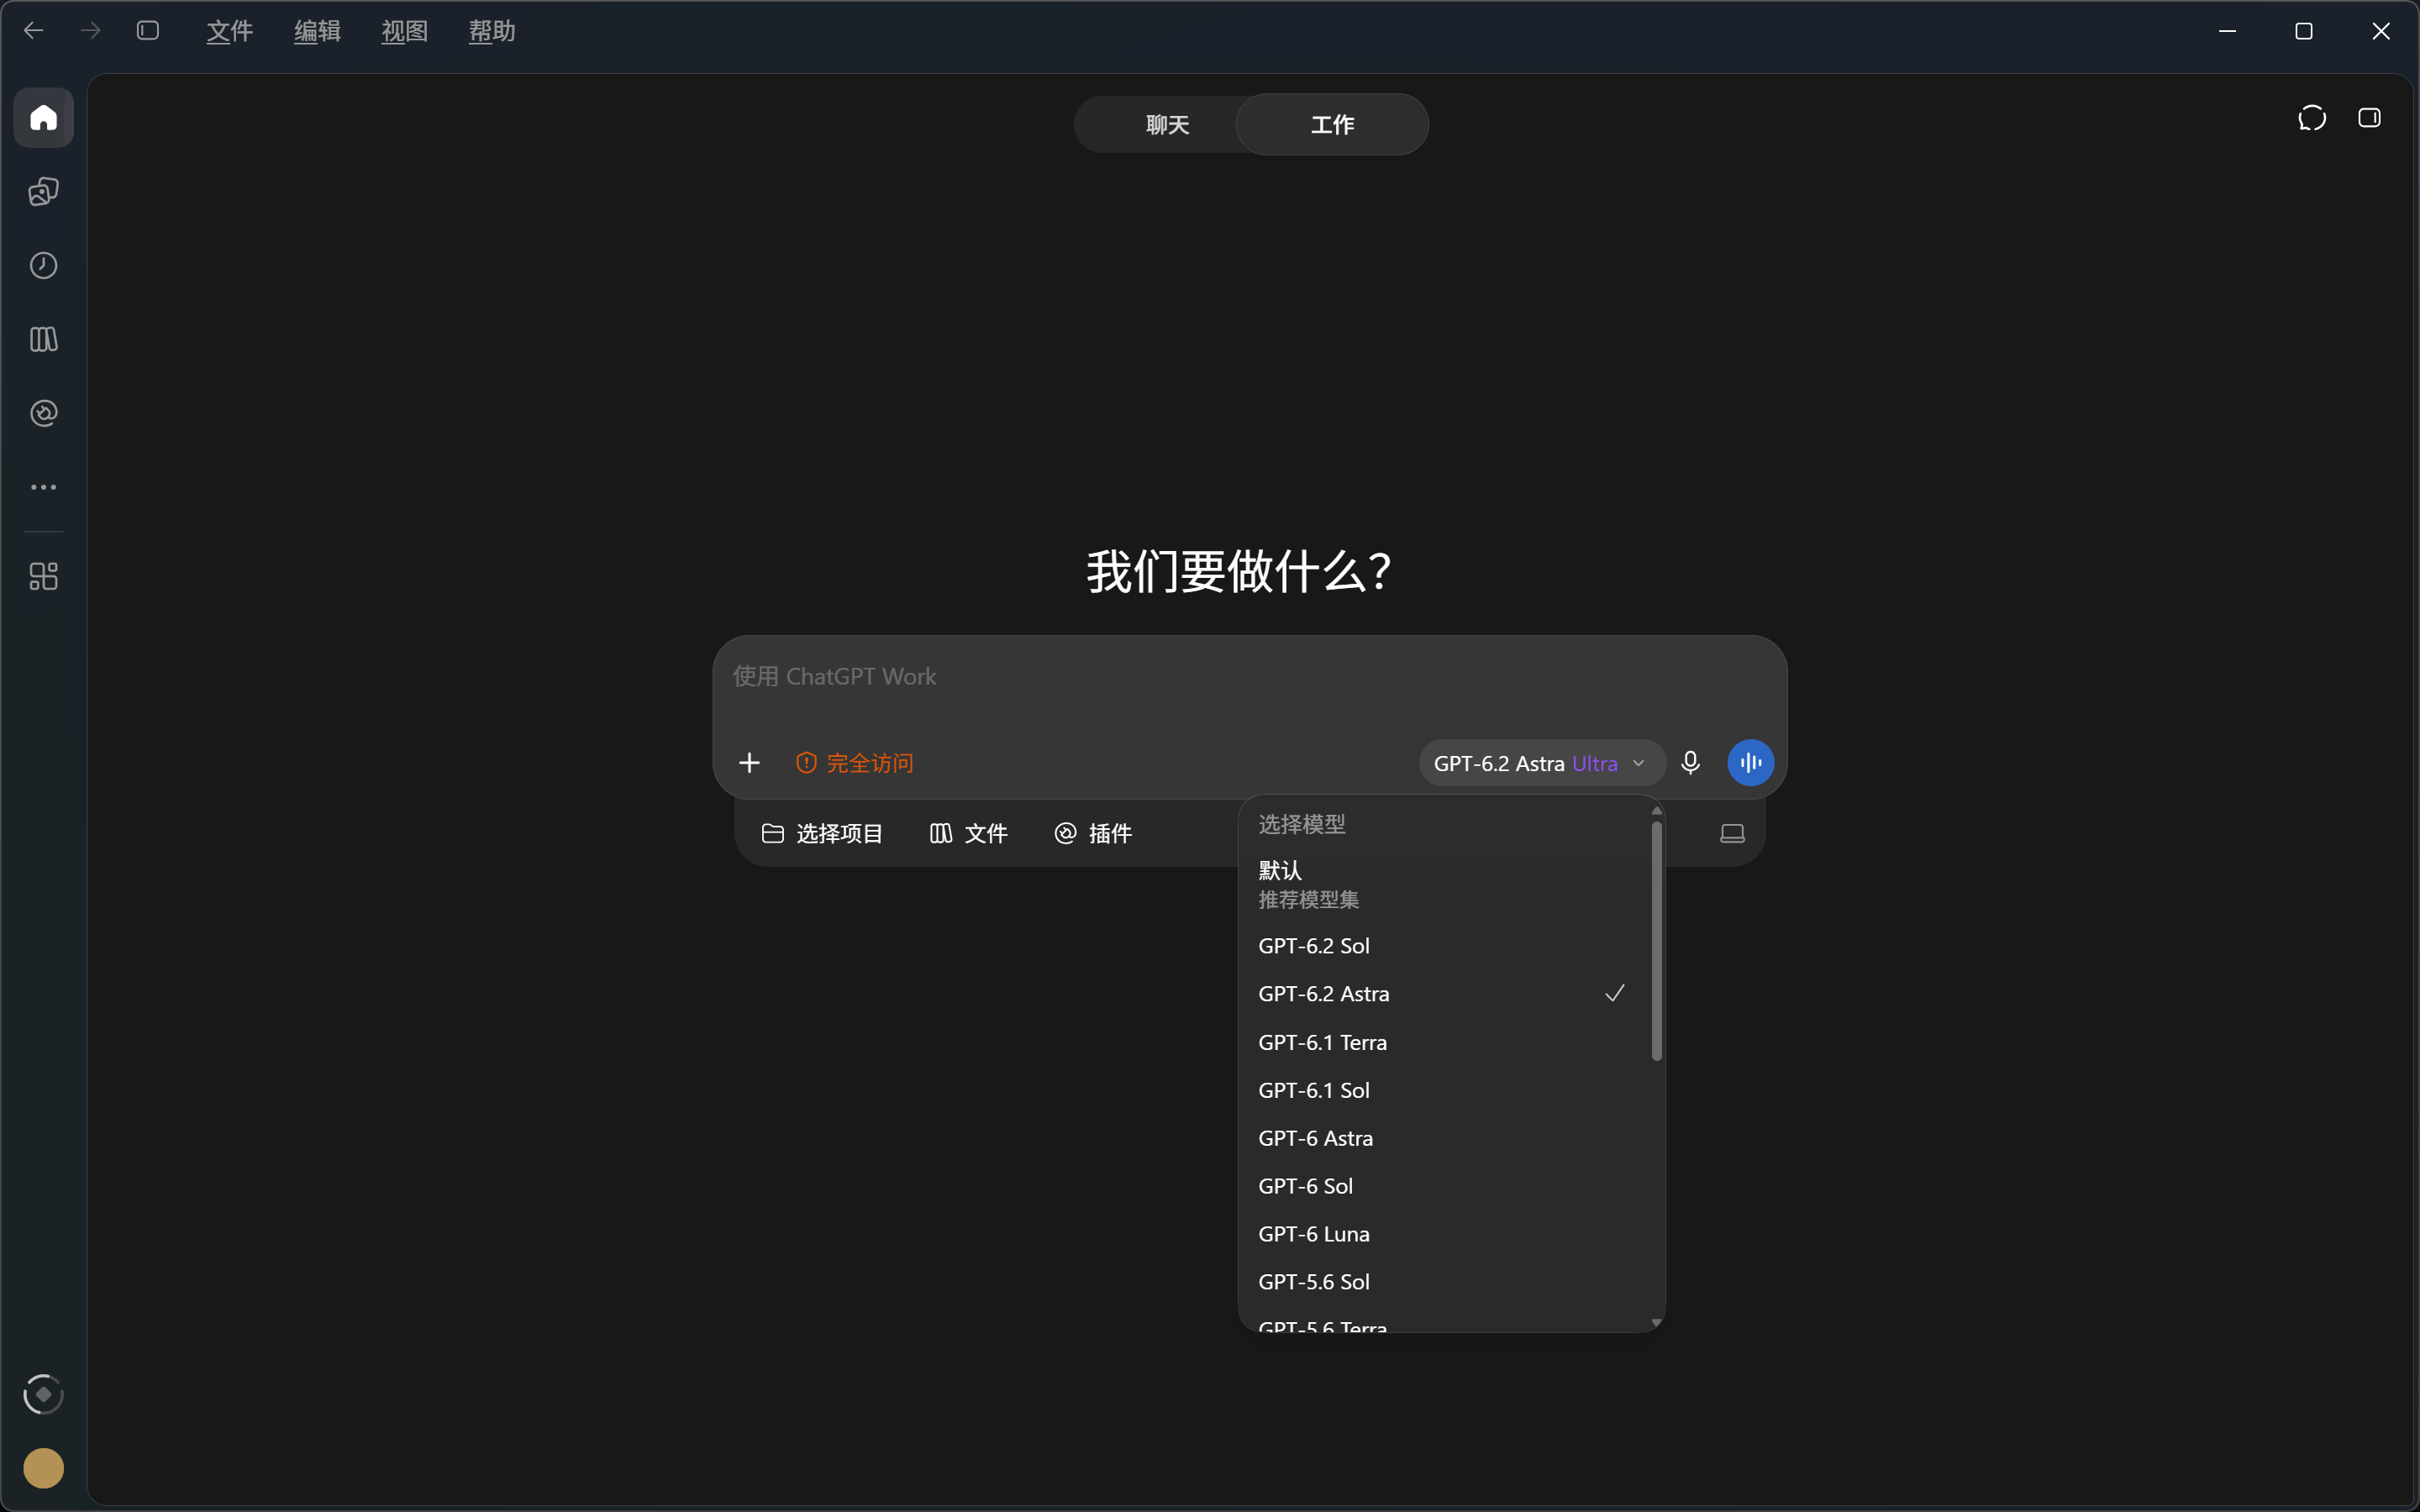 文件 编辑 视图 帮助
聊天 工作
我们要做什么?
使用 ChatGPT Work
完全访问 GPT-6.2 Astra Ultra
选择项目 文件 插件
选择模型
默认
推荐模型集
GPT-6.2 Sol
GPT-6.2 Astra
GPT-6.1 Terra
GPT-6.1 Sol
GPT-6 Astra
GPT-6 Sol
GPT-6 Luna
GPT-5.6 Sol
GPT-5.6 Terra